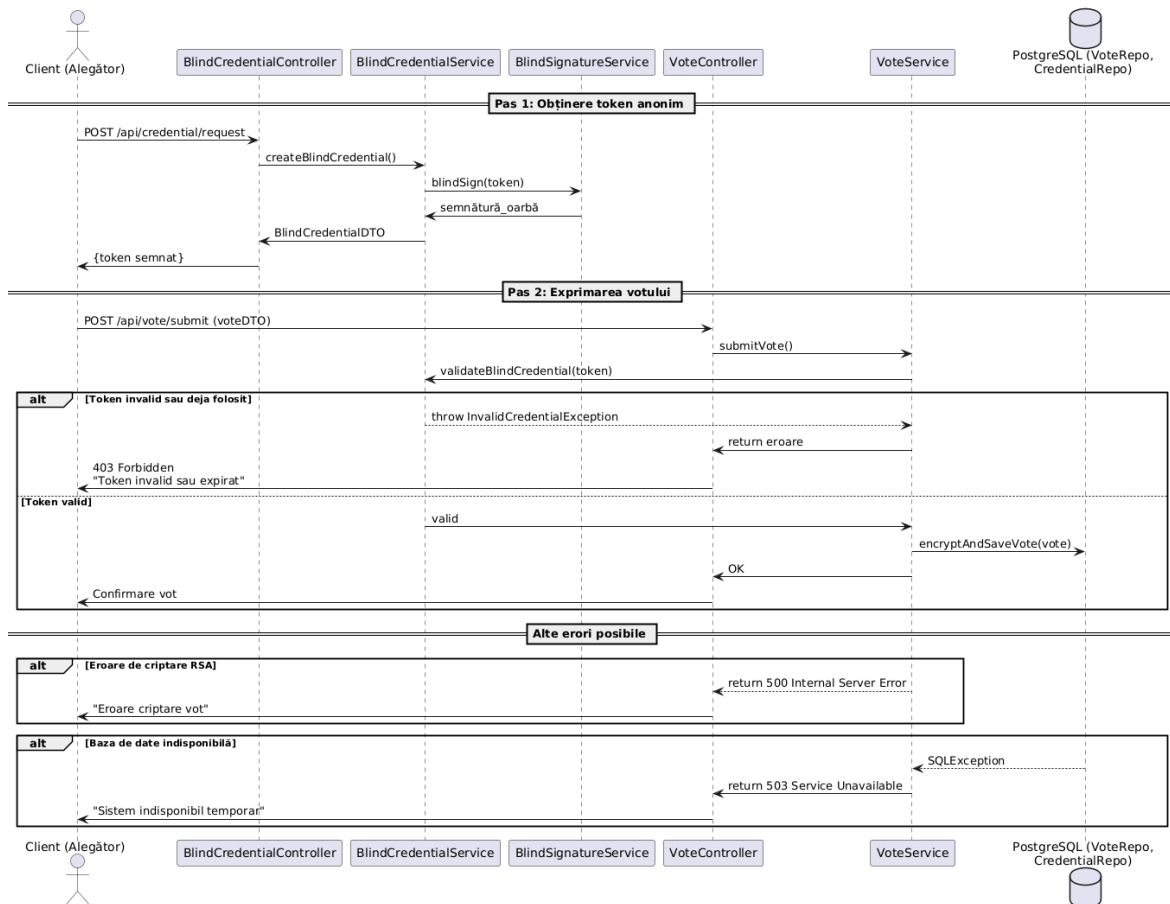 Client (Alegător)
BlindCredentialController
BlindCredentialService
BlindSignatureService
VoteController
VoteService
PostgreSQL (VoteRepo,
CredentialRepo)
Pas 1: Obținere token anonim
POST /api/credential/request
createBlindCredential()
blindSign(token)
semnătură_oarbă
BlindCredentialDTO
{token semnat}
Pas 2: Exprimarea votului
POST /api/vote/submit (voteDTO)
submitVote()
validateBlindCredential(token)
alt [Token invalid sau deja folosit]
throw InvalidCredentialException
return eroare
403 Forbidden
"Token invalid sau expirat"
[Token valid]
valid
encryptAndSaveVote(vote)
OK
Confirmare vot
Alte erori posibile
alt [Eroare de criptare RSA]
return 500 Internal Server Error
"Eroare criptare vot"
alt [Baza de date indisponibilă]
SQLException
return 503 Service Unavailable
"Sistem indisponibil temporar"
Client (Alegător)
BlindCredentialController
BlindCredentialService
BlindSignatureService
VoteController
VoteService
PostgreSQL (VoteRepo,
CredentialRepo)